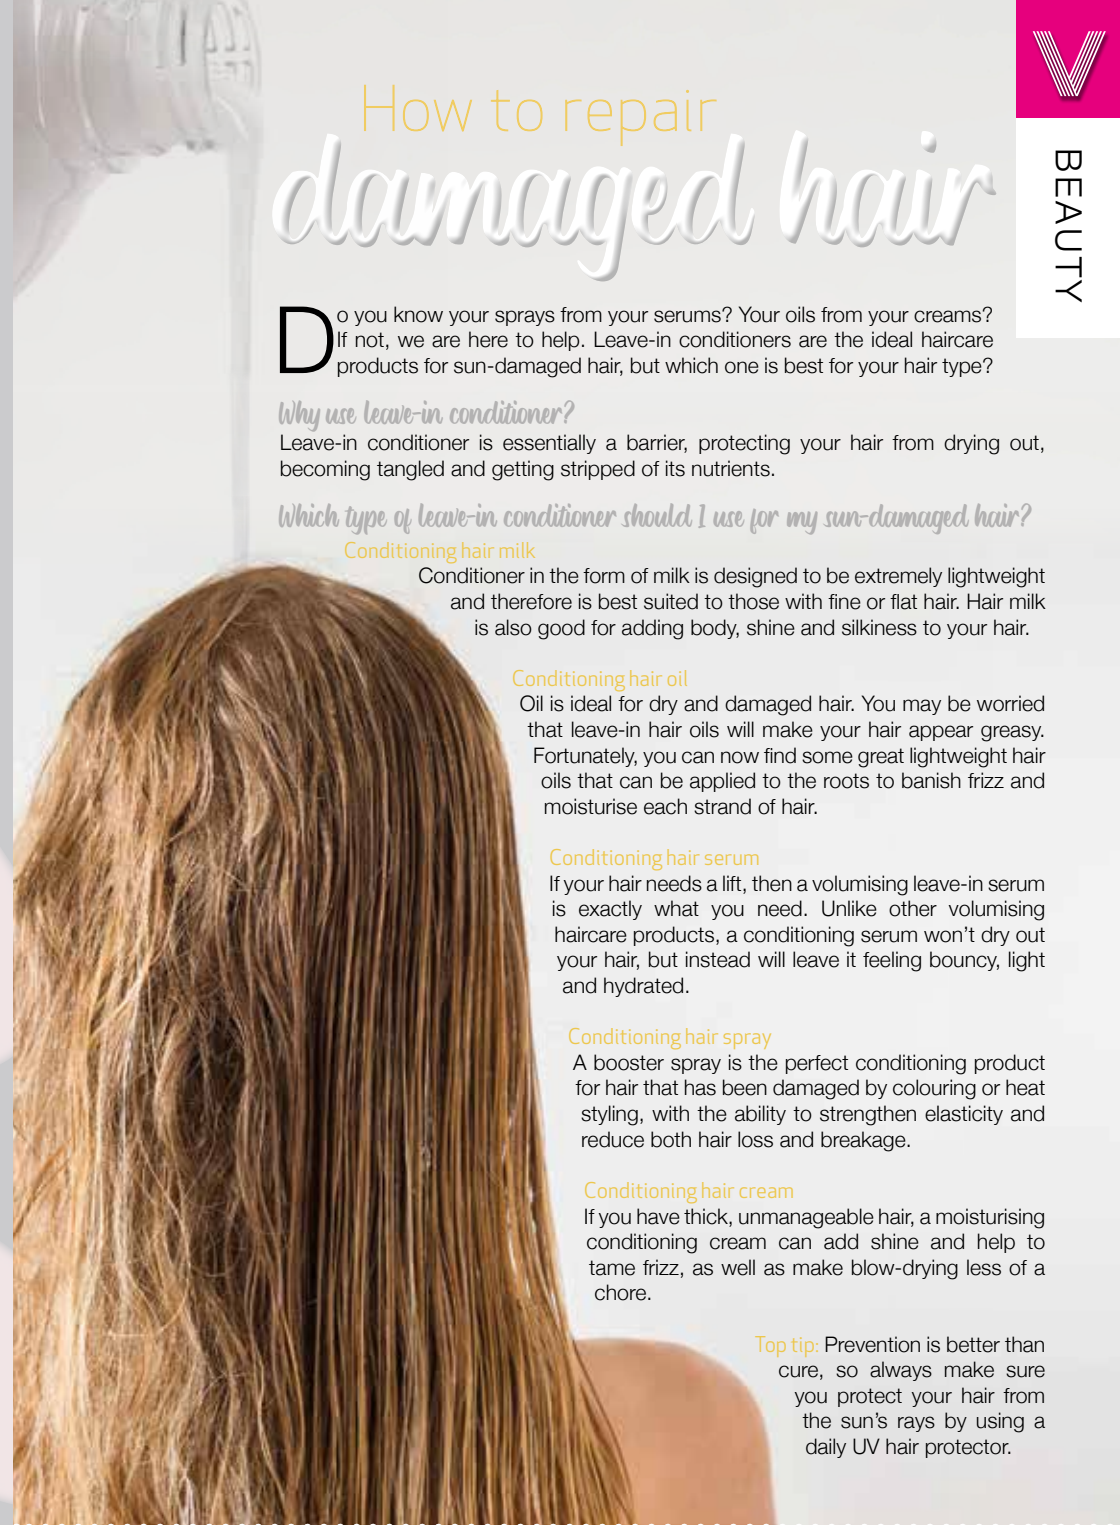 V
BEAUTY
How to repair
damaged hair
Do you know your sprays from your serums? Your oils from your creams?
If not, we are here to help. Leave-in conditioners are the ideal haircare
products for sun-damaged hair, but which one is best for your hair type?
Why use leave-in conditioner?
Leave-in conditioner is essentially a barrier, protecting your hair from drying out,
becoming tangled and getting stripped of its nutrients.
Which type of leave-in conditioner should I use for my sun-damaged hair?
Conditioning hair milk
Conditioner in the form of milk is designed to be extremely lightweight
and therefore is best suited to those with fine or flat hair. Hair milk
is also good for adding body, shine and silkiness to your hair.
Conditioning hair oil
Oil is ideal for dry and damaged hair. You may be worried
that leave-in hair oils will make your hair appear greasy.
Fortunately, you can now find some great lightweight hair
oils that can be applied to the roots to banish frizz and
moisturise each strand of hair.
Conditioning hair serum
If your hair needs a lift, then a volumising leave-in serum
is exactly what you need. Unlike other volumising
haircare products, a conditioning serum won't dry out
your hair, but instead will leave it feeling bouncy, light
and hydrated.
Conditioning hair spray
A booster spray is the perfect conditioning product
for hair that has been damaged by colouring or heat
styling, with the ability to strengthen elasticity and
reduce both hair loss and breakage.
Conditioning hair cream
If you have thick, unmanageable hair, a moisturising
conditioning cream can add shine and help to
tame frizz, as well as make blow-drying less of a
chore.
Top tip: Prevention is better than
cure, so always make sure
you protect your hair from
the sun's rays by using a
daily UV hair protector.